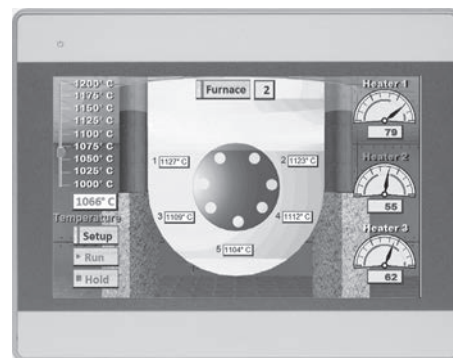 Furnace 2
1200° C
1175° C
1150° C
1125° C
1100° C
1075° C
1050° C
1025° C
1000° C
1066° C
Temperature
Setup
Run
Hold
1 1127° C
2 1123° C
3 1109° C
4 1112° C
5 1104° C
Heater 1
79
Heater 2
55
Heater 3
62